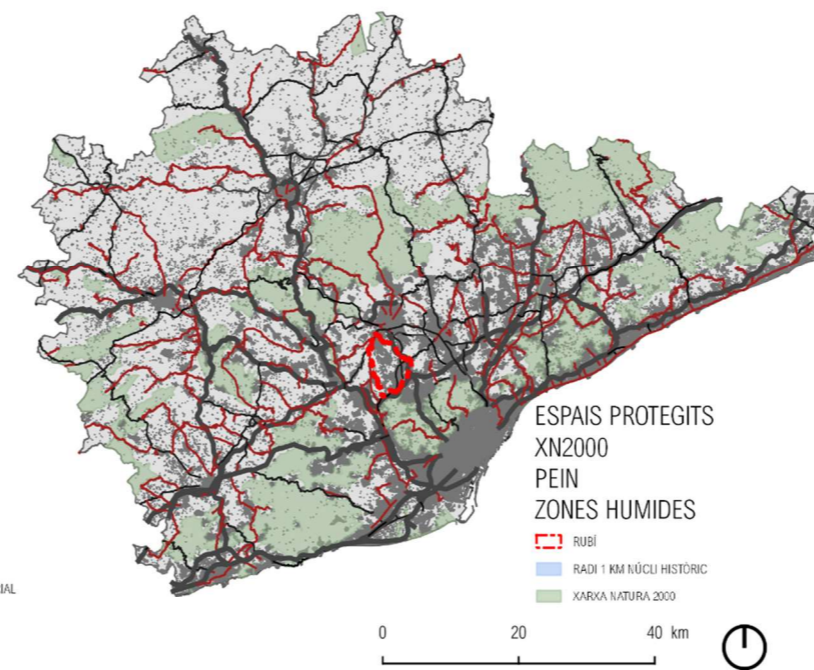 ESPAIS PROTEGITS
XN2000
PEIN
ZONES HUMIDES
RUBÍ
RADI 1 KM NÚCLI HISTÒRIC
XARXA NATURA 2000
IAL
0 20 40 km